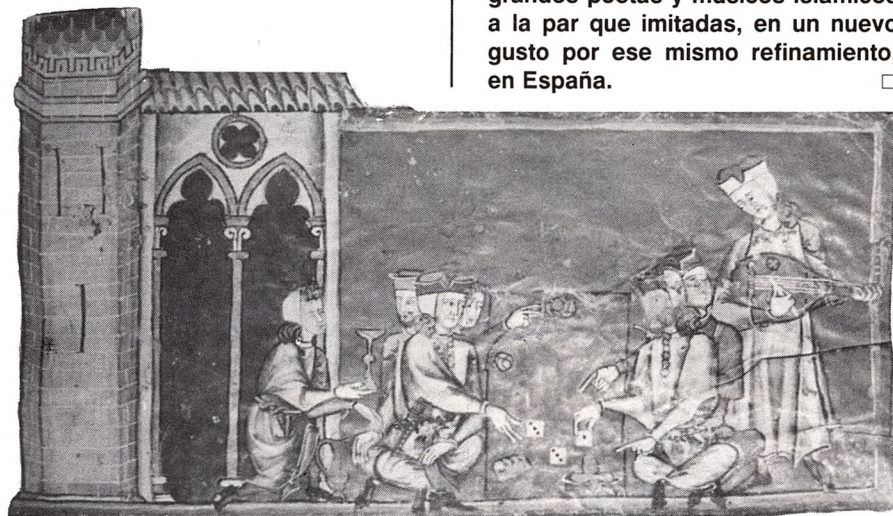 grandes poetas y músicos islámicos
a la par que imitadas, en un nuevo
gusto por ese mismo refinamiento,
en España.